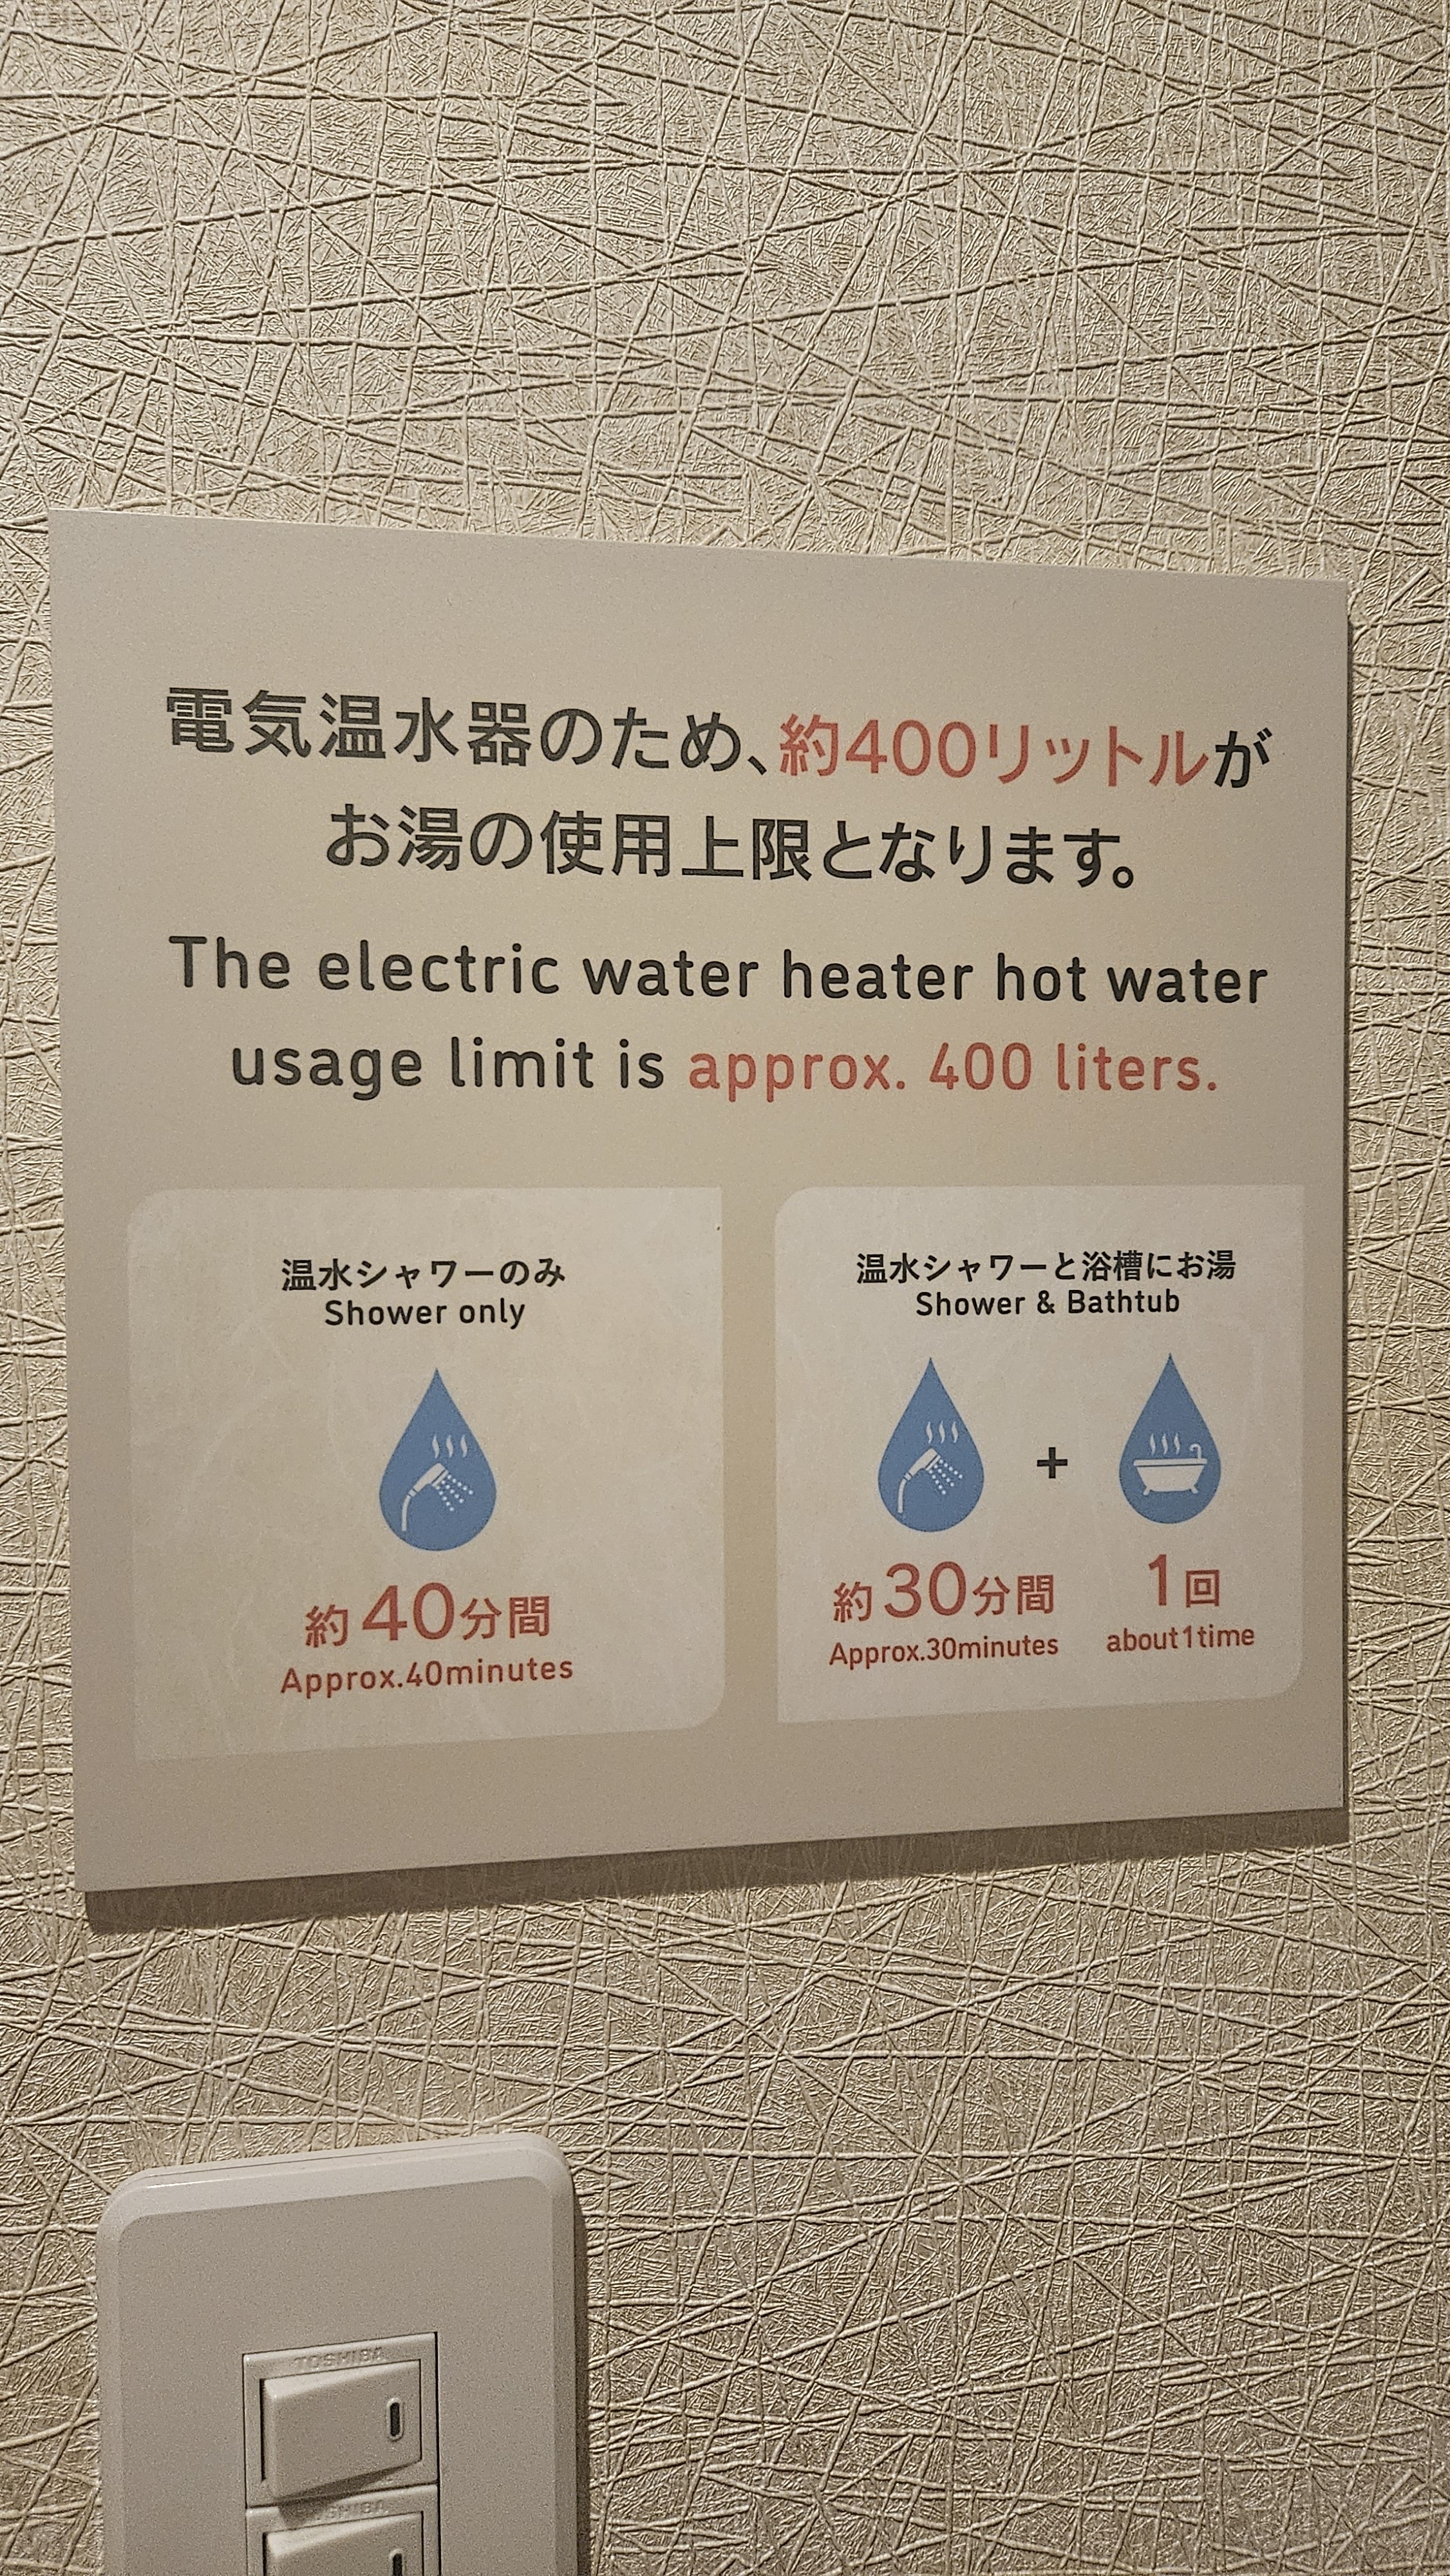 電気温水器のため、約400リットルが
お湯の使用上限となります。
The electric water heater hot water
usage limit is approx. 400 liters.
温水シャワーのみ
Shower only
約40分間
Approx.40minutes
温水シャワーと浴槽にお湯
Shower & Bathtub
+
約30分間
Approx.30minutes
1回
about1time
TOSHIBA
TOSHIBA